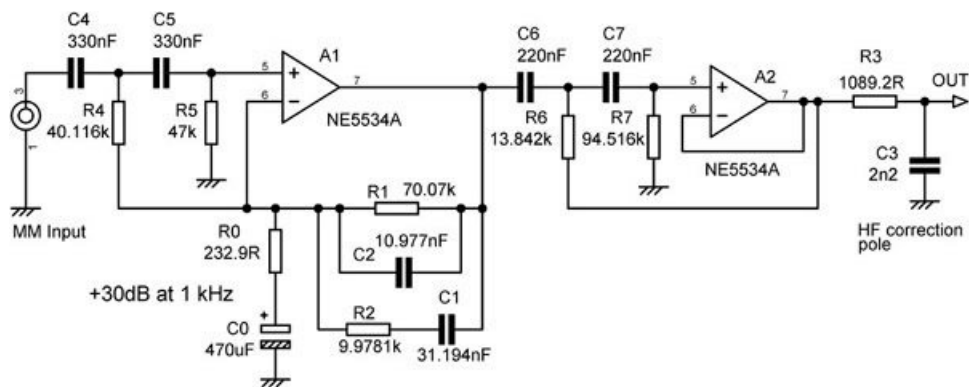 C4
330nF
C5
330nF
A1
5
6
7
NE5534A
3
1
R4
40.116k
R5
47k
MM Input
C6
220nF
C7
220nF
A2
5
6
7
NE5534A
R6
13.842k
R7
94.516k
R3
1089.2R
OUT
C3
2n2
HF correction
pole
R1
70.07k
10.977nF
C2
R0
232.9R
R2
9.9781k
C1
31.194nF
+30dB at 1 kHz
+
C0
470uF